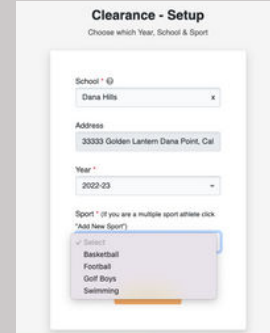 Clearance - Setup
Choose which Year, School & Sport
School *
Dana Hills x
Address
33333 Golden Lantern Dana Point, Cal
Year *
2022-23
Sport * (If you are a multiple sport athlete click
"Add New Sport")
✓ Select
Basketball
Football
Golf Boys
Swimming